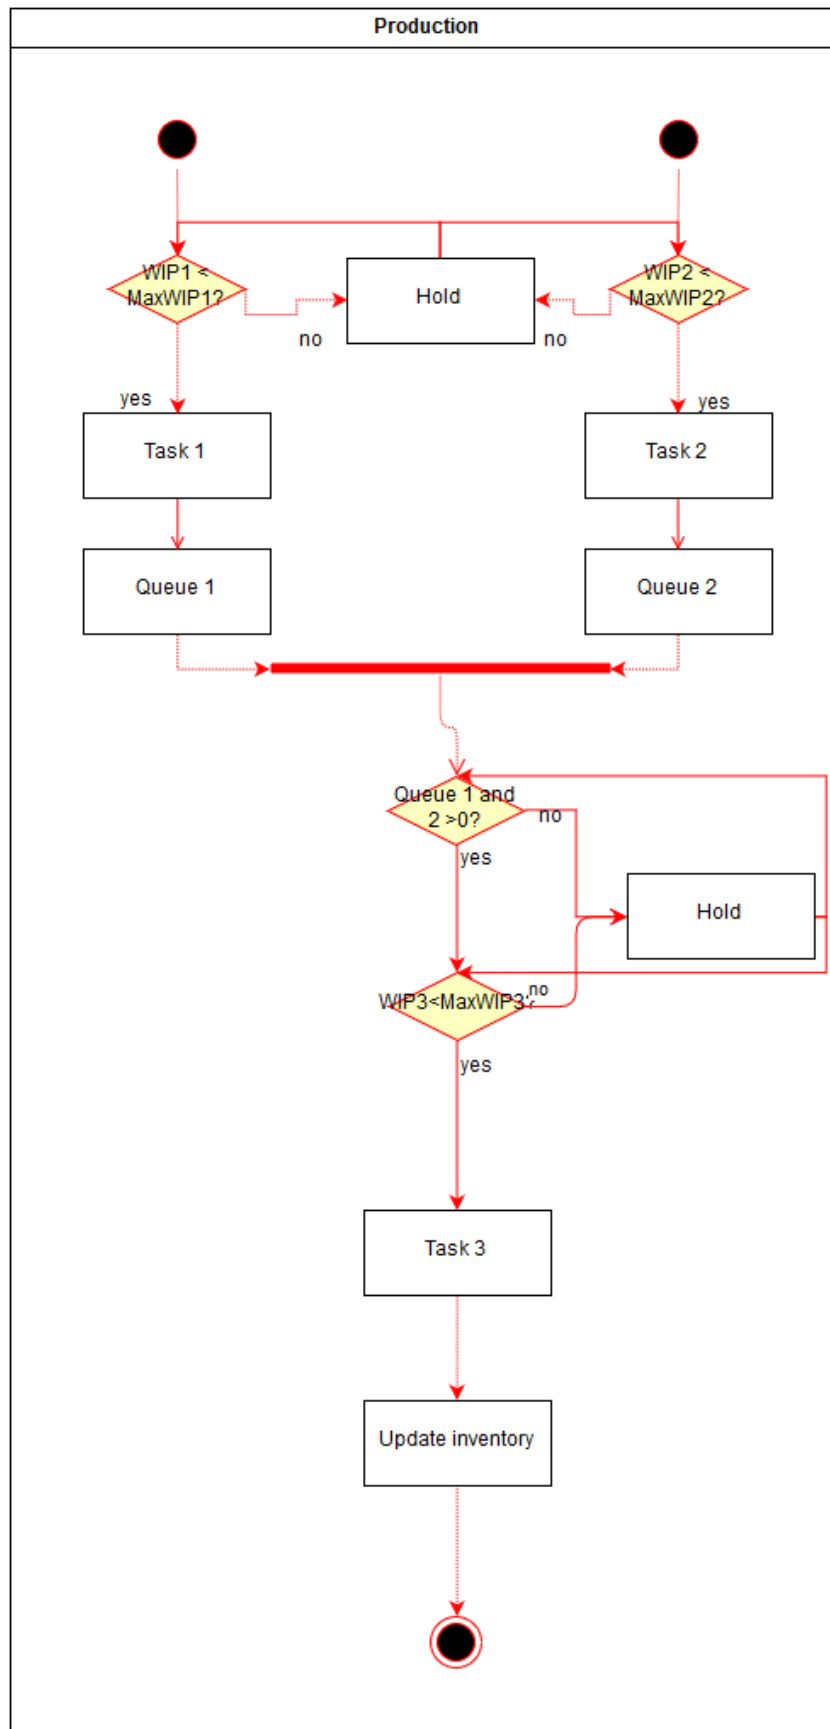 Production
WIP1 <
MaxWIP1?
Hold
WIP2 <
MaxWIP2?
no
no
yes
yes
Task 1
Task 2
Queue 1
Queue 2
Queue 1 and
2 >0?
no
yes
Hold
WIP3<MaxWIP3?
no
yes
Task 3
Update inventory